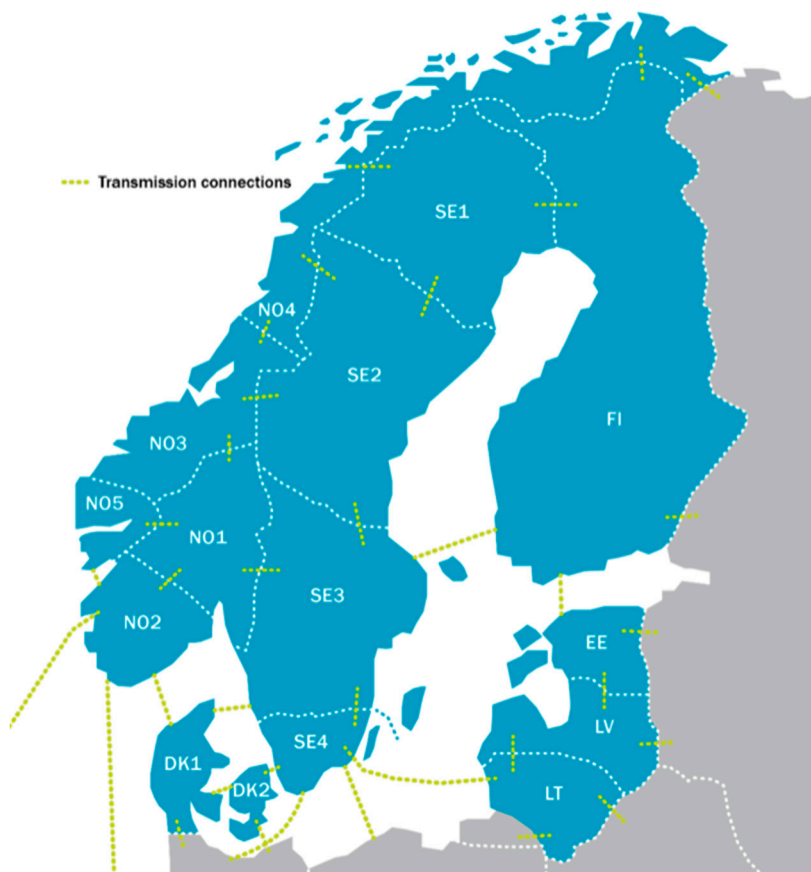 Transmission connections
SE1
NO4
SE2
NO3
FI
NO5
NO1
SE3
NO2
EE
LV
SE4
DK1
DK2
LT